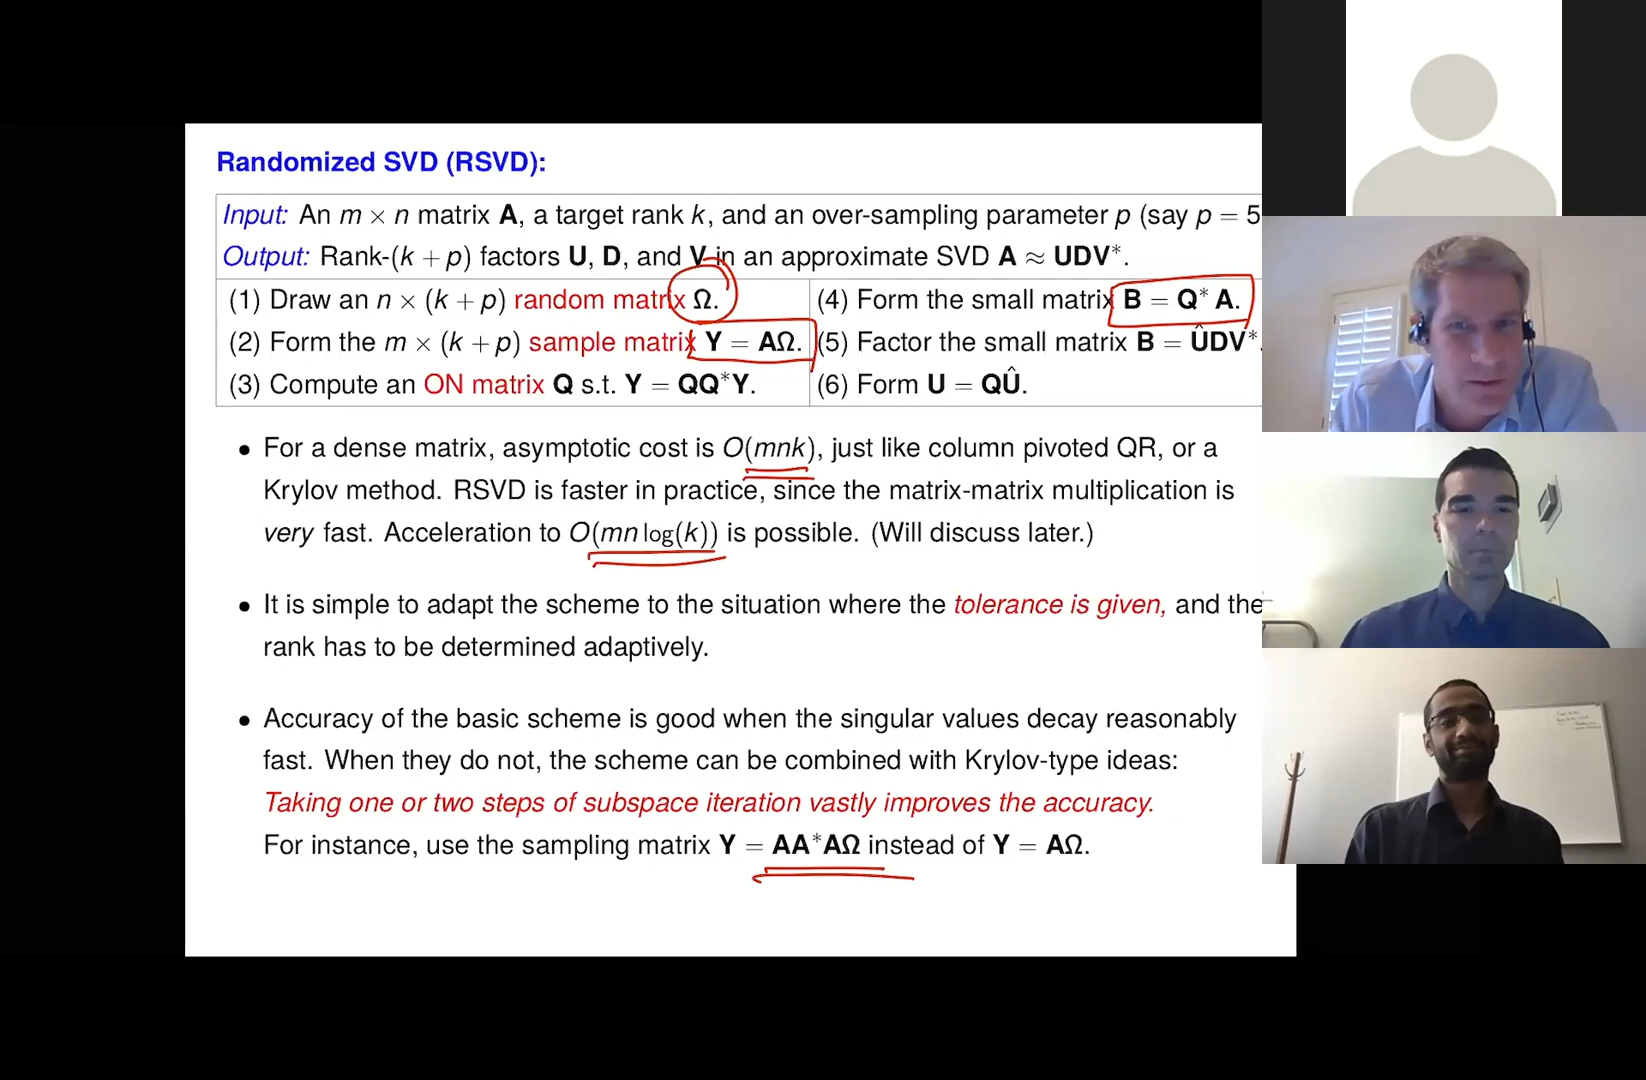 Randomized SVD (RSVD):
Input: An m × n matrix A, a target rank k, and an over-sampling parameter p (say p = 5
Output: Rank-(k + p) factors U, D, and V in an approximate SVD A ≈ UDV*.
(1) Draw an n × (k + p) random matrix Ω.
(2) Form the m × (k + p) sample matrix Y = AΩ.
(3) Compute an ON matrix Q s.t. Y = QQ*Y.
(4) Form the small matrix B = Q* A.
(5) Factor the small matrix B = ÛDV*.
(6) Form U = QÛ.
• For a dense matrix, asymptotic cost is O(mnk), just like column pivoted QR, or a
Krylov method. RSVD is faster in practice, since the matrix-matrix multiplication is
very fast. Acceleration to O(mn log(k)) is possible. (Will discuss later.)
• It is simple to adapt the scheme to the situation where the tolerance is given, and the
rank has to be determined adaptively.
• Accuracy of the basic scheme is good when the singular values decay reasonably
fast. When they do not, the scheme can be combined with Krylov-type ideas:
Taking one or two steps of subspace iteration vastly improves the accuracy.
For instance, use the sampling matrix Y = AA*AΩ instead of Y = AΩ.